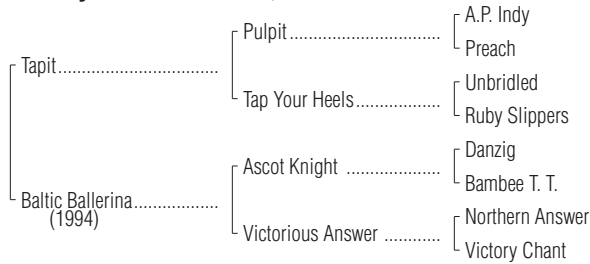 A.P. Indy
Pulpit
Preach
Tapit
Unbridled
Tap Your Heels
Ruby Slippers
Danzig
Ascot Knight
Bambee T. T.
Baltic Ballerina
(1994)
Northern Answer
Victorious Answer
Victory Chant